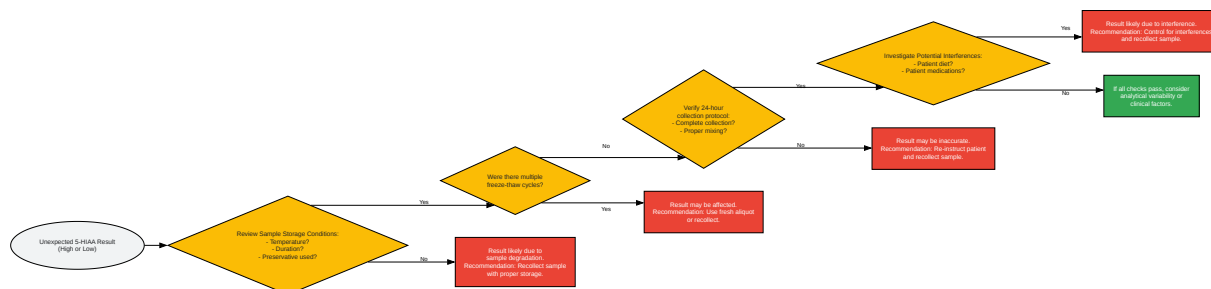 Unexpected 5-HIAA Result
(High or Low)
Review Sample Storage Conditions:
- Temperature?
- Duration?
- Preservative used?
Yes
No
Result likely due to
sample degradation.
Recommendation: Recollect sample
with proper storage.
Were there multiple
freeze-thaw cycles?
No
Yes
Result may be affected.
Recommendation: Use fresh aliquot
or recollect.
Verify 24-hour
collection protocol:
- Complete collection?
- Proper mixing?
Yes
No
Result may be inaccurate.
Recommendation: Re-instruct patient
and recollect sample.
Investigate Potential Interferences:
- Patient diet?
- Patient medications?
Yes
No
Result likely due to interference.
Recommendation: Control for interferences
and recollect sample.
If all checks pass, consider
analytical variability or
clinical factors.